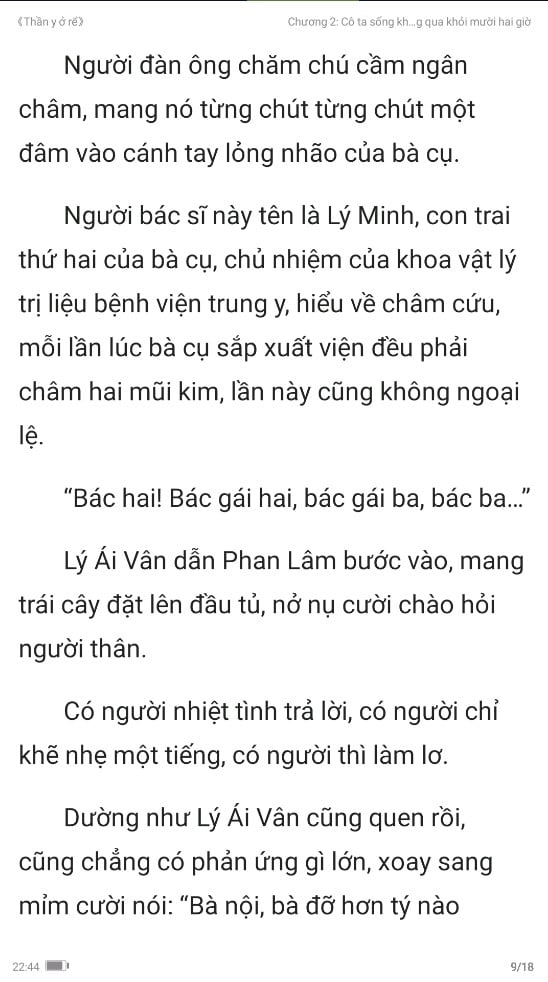 《Thần y ở rể》 Chương 2: Cô ta sống kh...g qua khỏi mười hai giờ
Người đàn ông chăm chú cầm ngân
châm, mang nó từng chút từng chút một
đâm vào cánh tay lỏng nhão của bà cụ.
Người bác sĩ này tên là Lý Minh, con trai
thứ hai của bà cụ, chủ nhiệm của khoa vật lý
trị liệu bệnh viện trung y, hiểu về châm cứu,
mỗi lần lúc bà cụ sắp xuất viện đều phải
châm hai mũi kim, lần này cũng không ngoại
lệ.
“Bác hai! Bác gái hai, bác gái ba, bác ba...”
Lý Ái Vân dẫn Phan Lâm bước vào, mang
trái cây đặt lên đầu tủ, nở nụ cười chào hỏi
người thân.
Có người nhiệt tình trả lời, có người chỉ
khẽ nhẹ một tiếng, có người thì làm lơ.
Dường như Lý Ái Vân cũng quen rồi,
cũng chẳng có phản ứng gì lớn, xoay sang
mỉm cười nói: “Bà nội, bà đỡ hơn tý nào
22:44 9/18